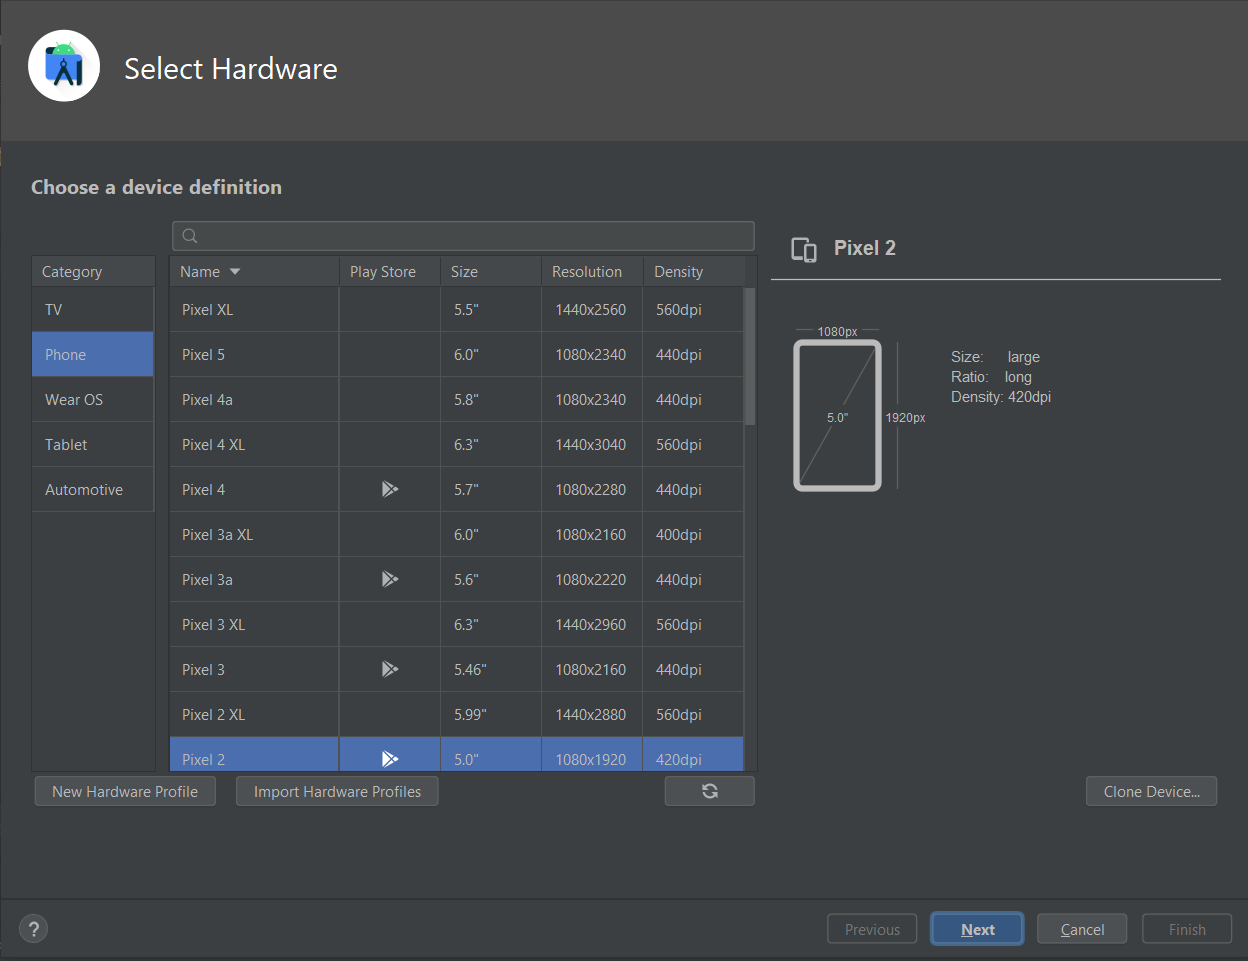 Select Hardware
Choose a device definition
Category
TV
Phone
Wear OS
Tablet
Automotive
Name Play Store Size Resolution Density
Pixel XL 5.5" 1440x2560 560dpi
Pixel 5 6.0" 1080x2340 440dpi
Pixel 4a 5.8" 1080x2340 440dpi
Pixel 4 XL 6.3" 1440x3040 560dpi
Pixel 4 5.7" 1080x2280 440dpi
Pixel 3a XL 6.0" 1080x2160 400dpi
Pixel 3a 5.6" 1080x2220 440dpi
Pixel 3 XL 6.3" 1440x2960 560dpi
Pixel 3 5.46" 1080x2160 440dpi
Pixel 2 XL 5.99" 1440x2880 560dpi
Pixel 2 5.0" 1080x1920 420dpi
Pixel 2
1080px
5.0"
1920px
Size: large
Ratio: long
Density: 420dpi
New Hardware Profile Import Hardware Profiles Clone Device...
? Previous Next Cancel Finish